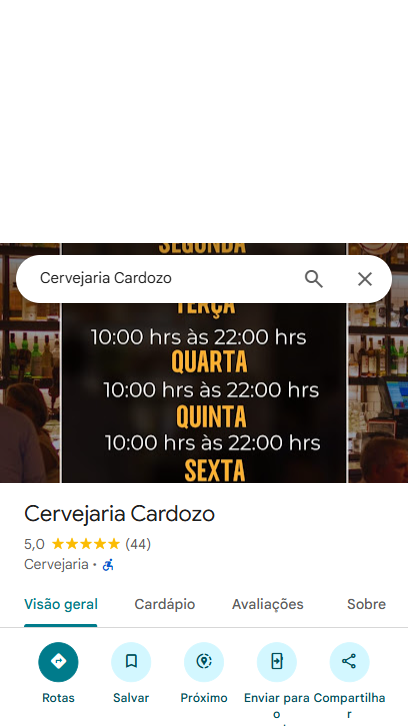 SEGUNDA
Cervejaria Cardozo
TERÇA
10:00 hrs às 22:00 hrs
QUARTA
10:00 hrs às 22:00 hrs
QUINTA
10:00 hrs às 22:00 hrs
SEXTA
Cervejaria Cardozo
5,0 (44)
Cervejaria ·
Visão geral Cardápio Avaliações Sobre
Rotas Salvar Próximo Enviar para o Compartilhar